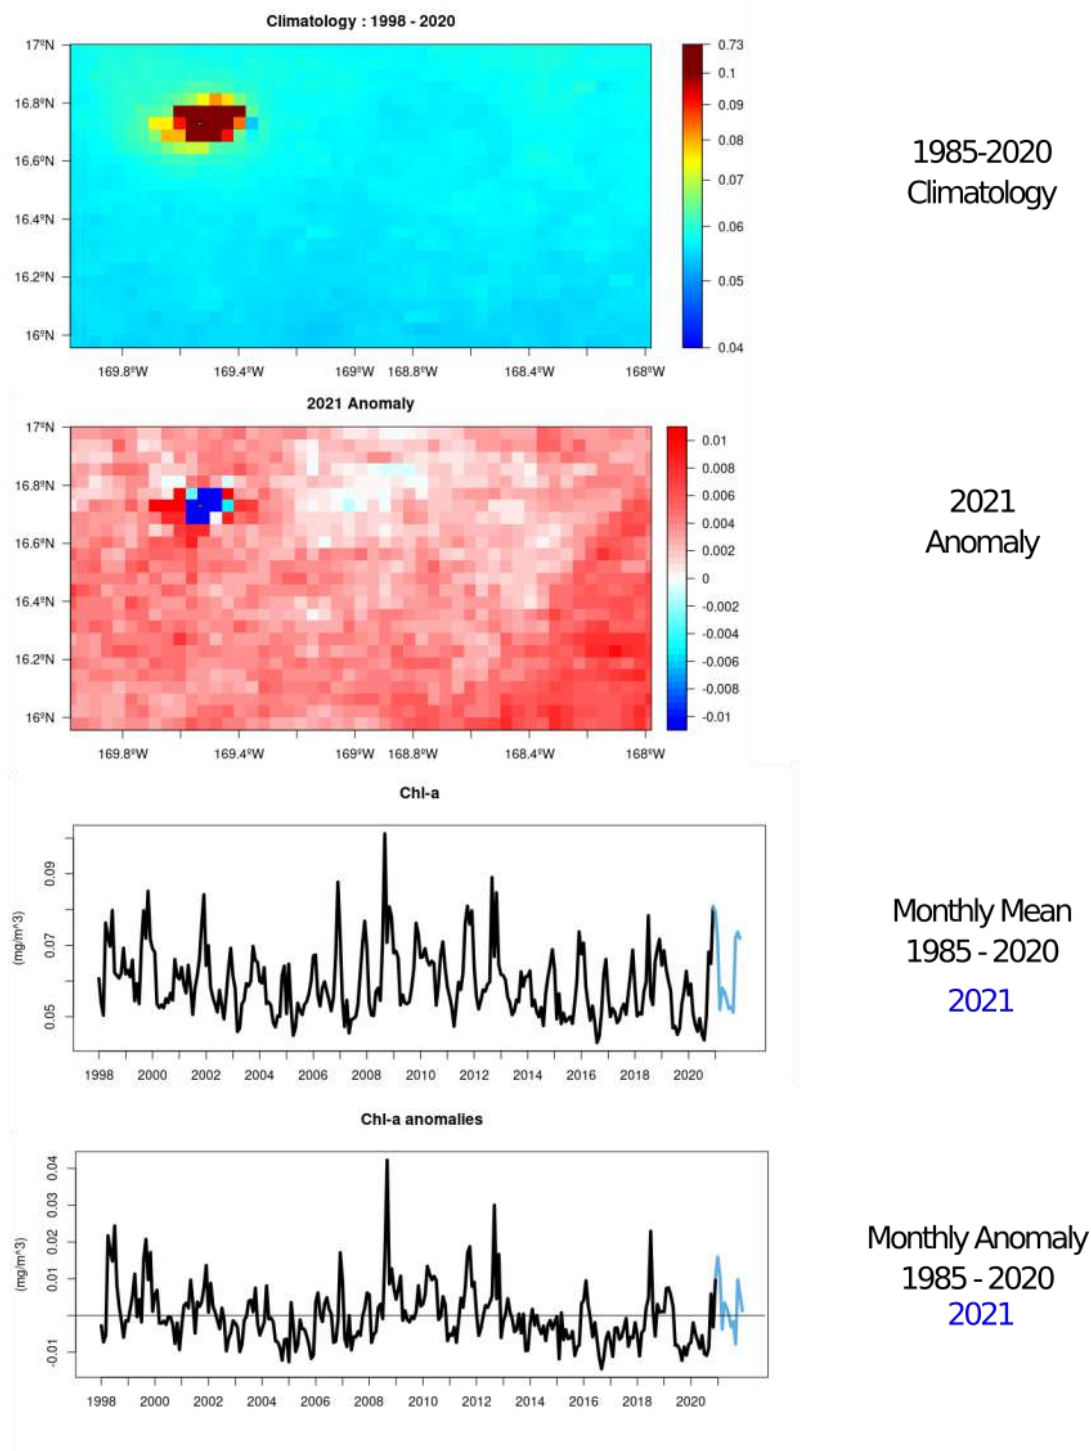 Climatology : 1998 - 2020
17ºN
16.8ºN
16.6ºN
16.4ºN
16.2ºN
16ºN
169.8ºW 169.4ºW 169ºW 168.8ºW 168.4ºW 168ºW
0.73
0.1
0.09
0.08
0.07
0.06
0.05
0.04
1985-2020
Climatology
2021 Anomaly
17ºN
16.8ºN
16.6ºN
16.4ºN
16.2ºN
16ºN
169.8ºW 169.4ºW 169ºW 168.8ºW 168.4ºW 168ºW
0.01
0.008
0.006
0.004
0.002
0
-0.002
-0.004
-0.006
-0.008
-0.01
2021
Anomaly
Chl-a
(mg/m^3)
0.09
0.07
0.05
1998 2000 2002 2004 2006 2008 2010 2012 2014 2016 2018 2020
Monthly Mean
1985 - 2020
2021
Chl-a anomalies
(mg/m^3)
0.04
0.03
0.02
0.01
-0.01
1998 2000 2002 2004 2006 2008 2010 2012 2014 2016 2018 2020
Monthly Anomaly
1985 - 2020
2021